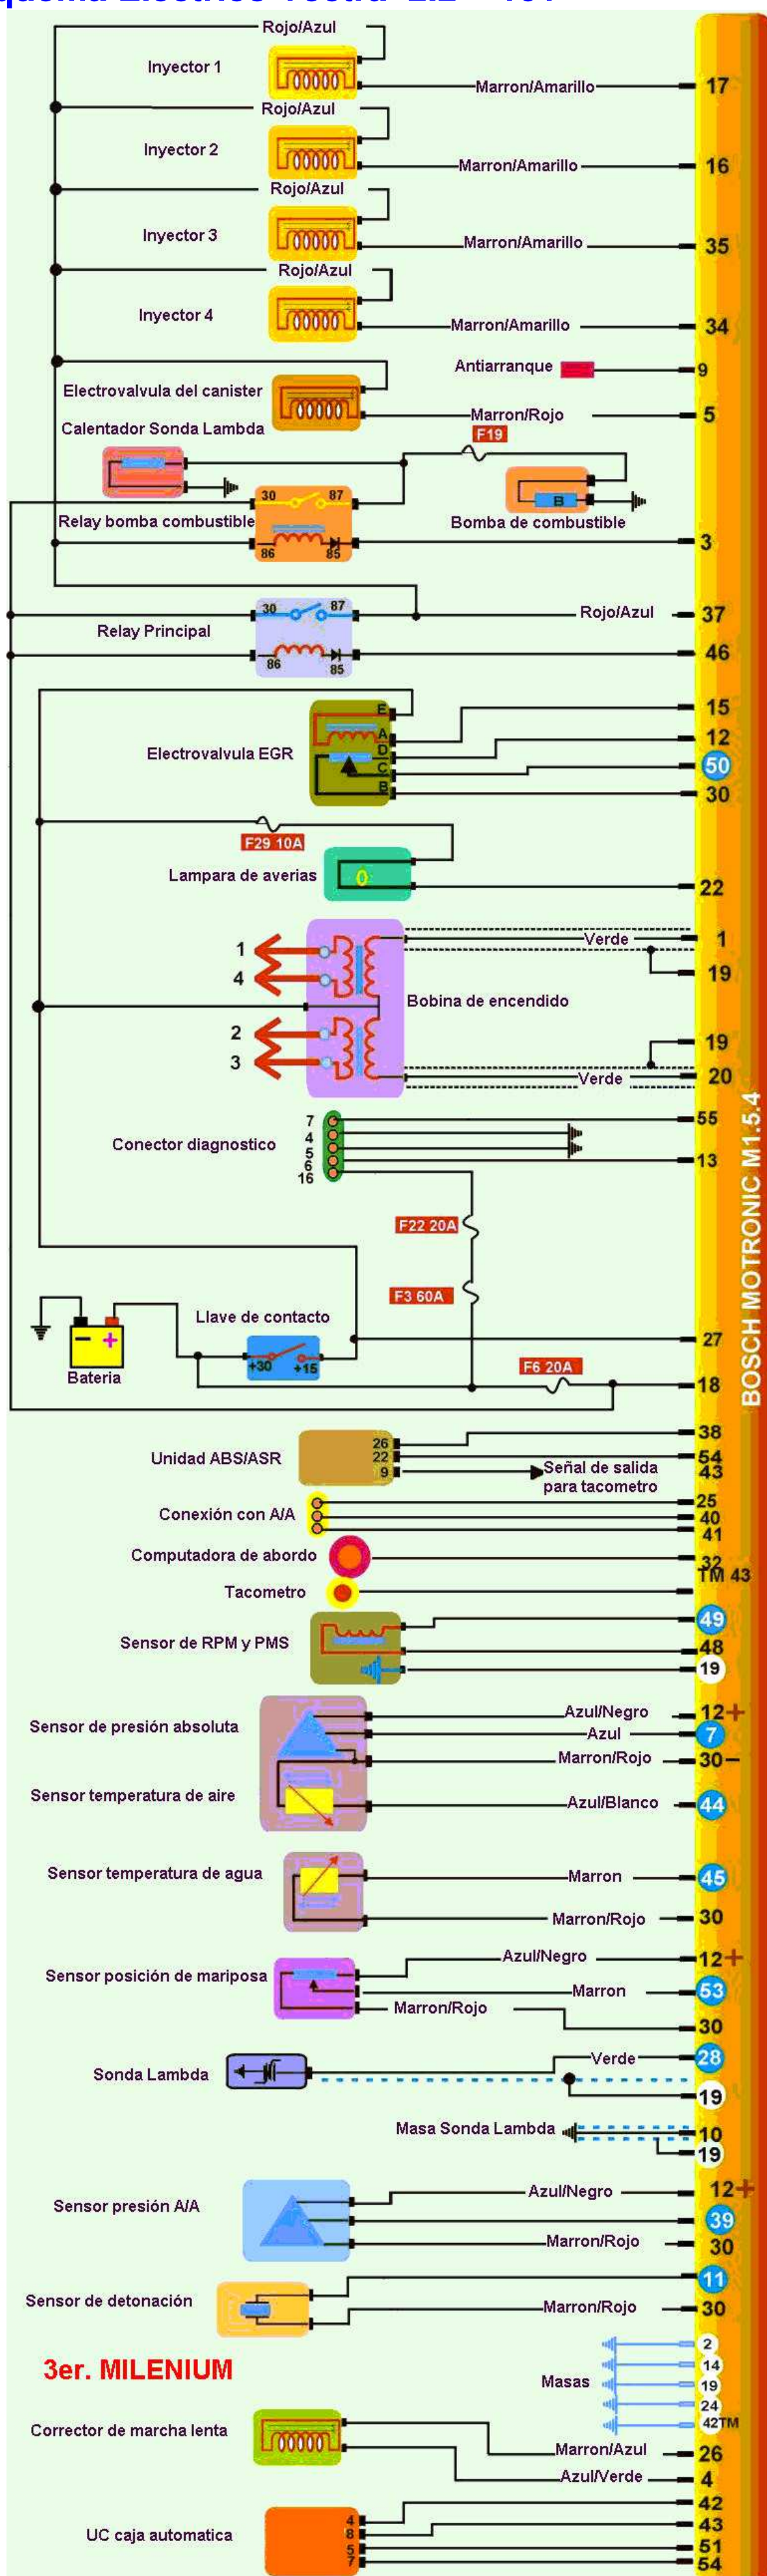 Rojo/Azul
Inyector 1
Marron/Amarillo
17
Rojo/Azul
Inyector 2
Marron/Amarillo
16
Rojo/Azul
Inyector 3
Marron/Amarillo
35
Rojo/Azul
Inyector 4
Marron/Amarillo
34
Antiarranque
9
Electrovalvula del canister
Marron/Rojo
5
Calentador Sonda Lambda
F19
30 87
B
Relay bomba combustible
Bomba de combustible
86 85
3
30 87
Rojo/Azul
37
Relay Principal
86 85
46
E
15
A
12
D
Electrovalvula EGR
C
50
B
30
F29 10A
Lampara de averias
0
22
1
Verde
1
4
19
Bobina de encendido
2
19
3
Verde
20
7
55
4
Conector diagnostico
5
6
13
16
BOSCH MOTRONIC M1.5.4
F22 20A
F3 60A
Llave de contacto
27
- +
+30 +15
F6 20A
Bateria
18
26
38
Unidad ABS/ASR
22
54
9
Señal de salida
para tacometro
43
25
Conexión con A/A
40
41
Computadora de abordo
32
TM 43
Tacometro
49
Sensor de RPM y PMS
48
19
Azul/Negro
12+
Sensor de presión absoluta
Azul
7
Marron/Rojo
30-
Sensor temperatura de aire
Azul/Blanco
44
Sensor temperatura de agua
Marron
45
Marron/Rojo
30
Azul/Negro
12+
Sensor posición de mariposa
Marron
53
Marron/Rojo
30
Verde
28
Sonda Lambda
19
Masa Sonda Lambda
10
19
Azul/Negro
12+
Sensor presión A/A
39
Marron/Rojo
30
11
Sensor de detonación
Marron/Rojo
30
2
3er. MILENIUM
14
Masas
19
24
42TM
Corrector de marcha lenta
Marron/Azul
26
Azul/Verde
4
42
4
43
8
UC caja automatica
5
51
7
54